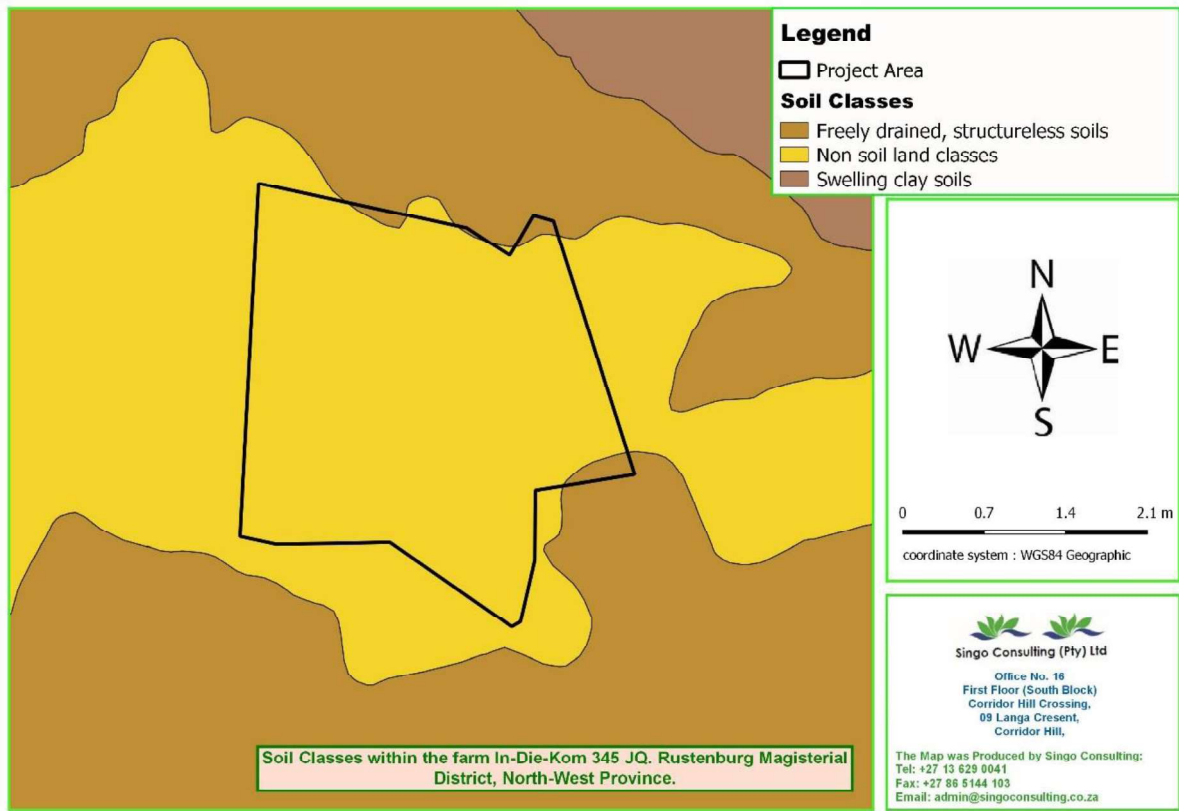 Legend
Project Area
Soil Classes
Freely drained, structureless soils
Non soil land classes
Swelling clay soils
N
W E
S
0 0.7 1.4 2.1 m
coordinate system : WGS84 Geographic
Singo Consulting (Pty) Ltd
Office No. 16
First Floor (South Block)
Corridor Hill Crossing,
09 Langa Cresent,
Corridor Hill,
The Map was Produced by Singo Consulting:
Tel: +27 13 629 0041
Fax: +27 86 5144 103
Email: admin@singoconsulting.co.za
Soil Classes within the farm In-Die-Kom 345 JQ. Rustenburg Magisterial
District, North-West Province.